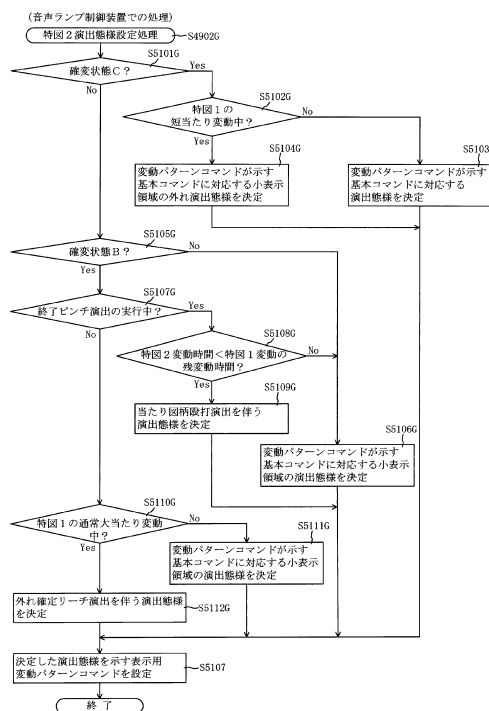 (音声ランプ制御装置での処理)
特図2演出態様設定処理
S4902G
S5101G
確変状態C?
Yes
No
S5102G
特図1の
短当たり変動中?
No
Yes
S5104G
変動パターンコマンドが示す
基本コマンドに対応する小表示
領域の外れ演出態様を決定
S5103
変動パターンコマンドが示す
基本コマンドに対応する
演出態様を決定
S5105G
確変状態B?
No
Yes
S5107G
終了ピンチ演出の実行中?
Yes
No
S5108G
特図2変動時間<特図1変動の
残変動時間?
No
Yes
S5109G
当たり図柄殴打演出を伴う
演出態様を決定
S5106G
変動パターンコマンドが示す
基本コマンドに対応する小表示
領域の演出態様を決定
S5110G
特図1の通常大当たり変動
中?
No
Yes
S5111G
変動パターンコマンドが示す
基本コマンドに対応する小表示
領域の演出態様を決定
外れ確定リーチ演出を伴う演出態様
を決定
S5112G
決定した演出態様を示す表示用
変動パターンコマンドを設定
S5107
終了